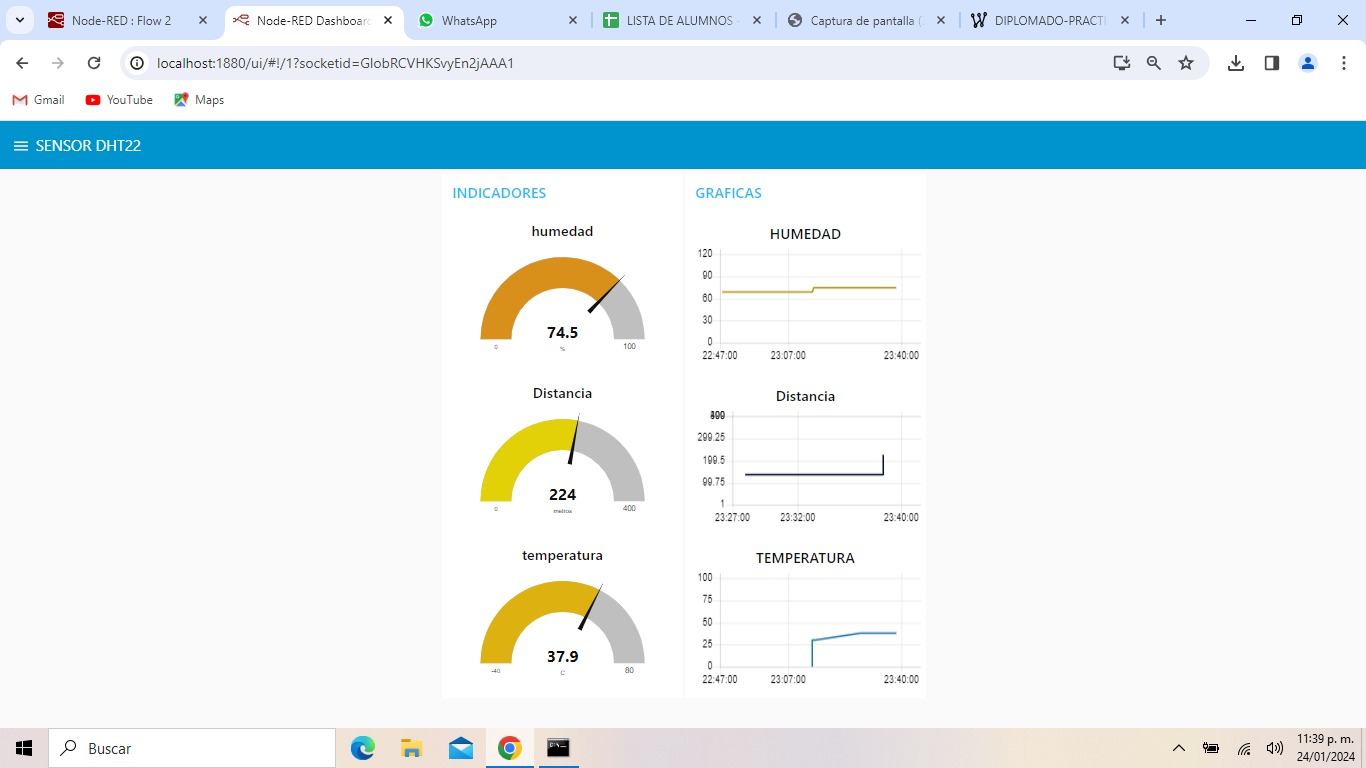 Node-RED : Flow 2
Node-RED Dashboard
WhatsApp
LISTA DE ALUMNOS -
Captura de pantalla (
DIPLOMADO-PRACTI
localhost:1880/ui/#!/1?socketid=GlobRCVHKSvyEn2jAAA1
Gmail
YouTube
Maps
SENSOR DHT22
INDICADORES
humedad
74.5
%
0
100
Distancia
224
metros
0
400
temperatura
37.9
C
-40
80
GRAFICAS
HUMEDAD
120
90
60
30
0
22:47:00 23:07:00 23:40:00
Distancia
299.25
199.5
99.75
1
23:27:00 23:32:00 23:40:00
TEMPERATURA
100
75
50
25
0
22:47:00 23:07:00 23:40:00
Buscar
11:39 p. m.
24/01/2024